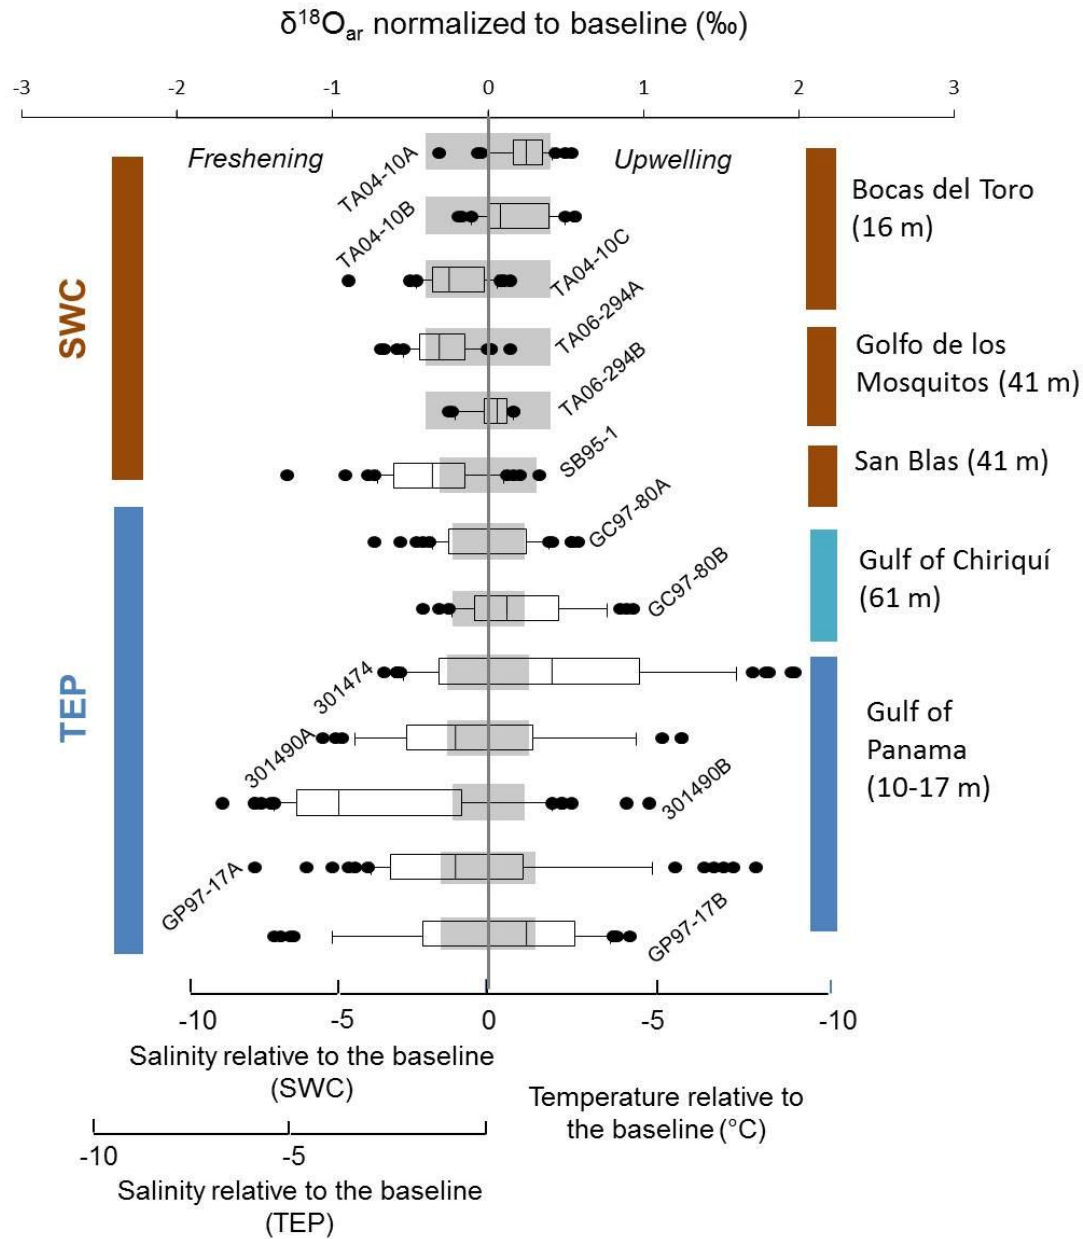 δ18Oar normalized to baseline (‰)
-3 -2 -1 0 1 2 3
Freshening Upwelling
TA04-10A
TA04-10B
TA04-10C
TA06-294A
TA06-294B
SB95-1
GC97-80A
GC97-80B
301474
301490A
301490B
GP97-17A
GP97-17B
SWC
TEP
Bocas del Toro
(16 m)
Golfo de los
Mosquitos (41 m)
San Blas (41 m)
Gulf of Chiriquí
(61 m)
Gulf of
Panama
(10-17 m)
-10 -5 0 -5 -10
Salinity relative to the baseline
(SWC)
Temperature relative to
the baseline (°C)
-10 -5
Salinity relative to the baseline
(TEP)